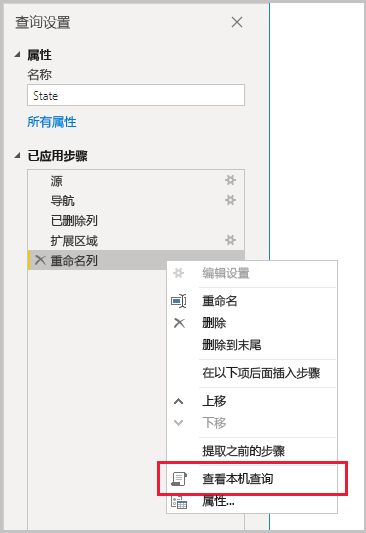 查询设置
属性
名称
State
所有属性
已应用步骤
源
导航
已删除列
扩展区域
重命名列
编辑设置
重命名
删除
删除到末尾
在以下项后面插入步骤
上移
下移
提取之前的步骤
查看本机查询
属性...